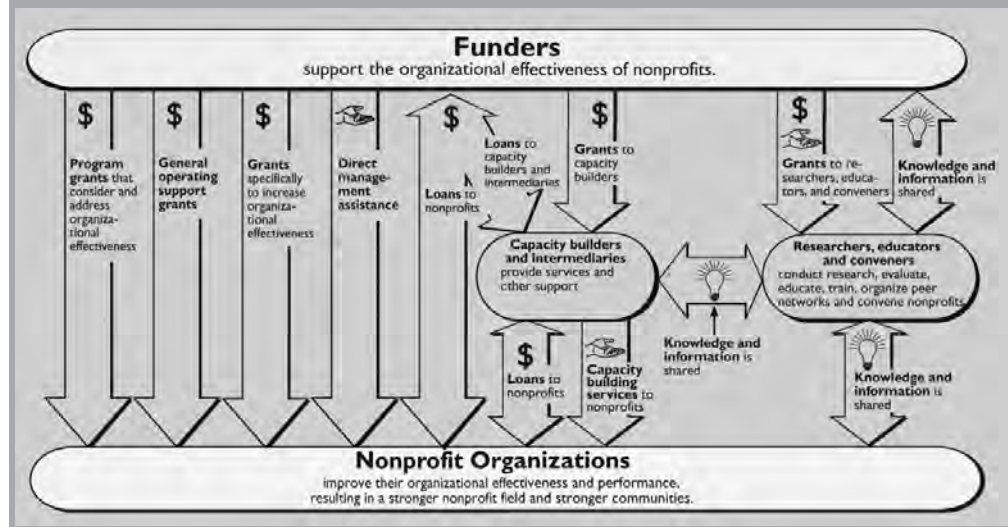 Funders
support the organizational effectiveness of nonprofits.
$
Program
grants that
consider and
address
organiza-
tional
effectiveness
$
General
operating
support
grants
$
Grants
specifically
to increase
organiza-
tional
effectiveness
Direct
manage-
ment
assistance
$
Loans to
nonprofits
Loans to
capacity
builders and
intermediaries
$
Grants to
capacity
builders
$
Grants to re-
searchers, educa-
tors, and conveners
Knowledge and
information is
shared
Capacity builders
and intermediaries
provide services and
other support
Knowledge and
information is
shared
Researchers, educators
and conveners
conduct research, evaluate,
educate, train, organize peer
networks and convene nonprofits
$
Loans to
nonprofits
Capacity
building
services to
nonprofits
Knowledge and
information is
shared
Nonprofit Organizations
improve their organizational effectiveness and performance,
resulting in a stronger nonprofit field and stronger communities.